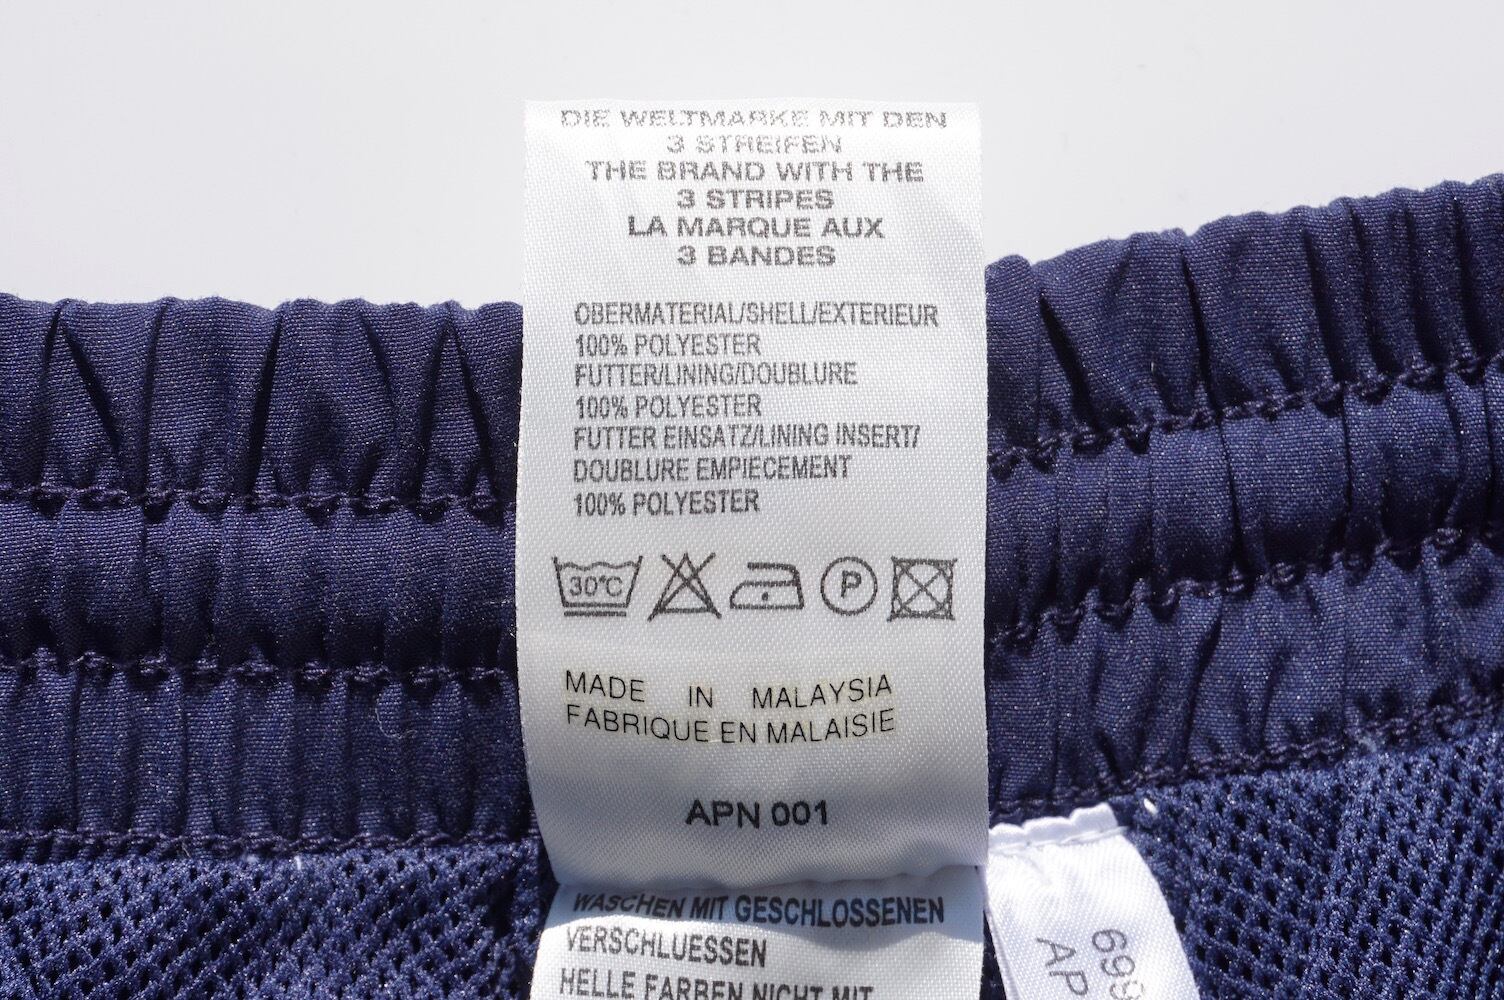 DIE WELTMARKE MIT DEN
3 STREIFEN
THE BRAND WITH THE
3 STRIPES
LA MARQUE AUX
3 BANDES
OBERMATERIAL/SHELL/EXTERIEUR
100% POLYESTER
FUTTER/LINING/DOUBLURE
100% POLYESTER
FUTTER EINSATZ/LINING INSERT/
DOUBLURE EMPIECEMENT
100% POLYESTER
30°C P
MADE IN MALAYSIA
FABRIQUE EN MALAISIE
APN 001
WASCHEN MIT GESCHLOSSENEN
VERSCHLUESSEN
HELLE FARBEN NICHT MIT
699
AP